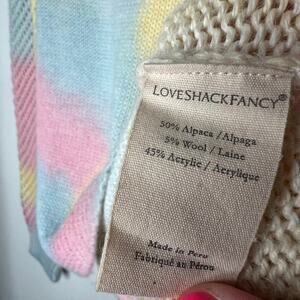 LoveShackFancy®
50% Alpaca / Alpaga
5% Wool / Laine
45% Acrylic / Acrylique
Made in Peru
Fabriqué au Pérou